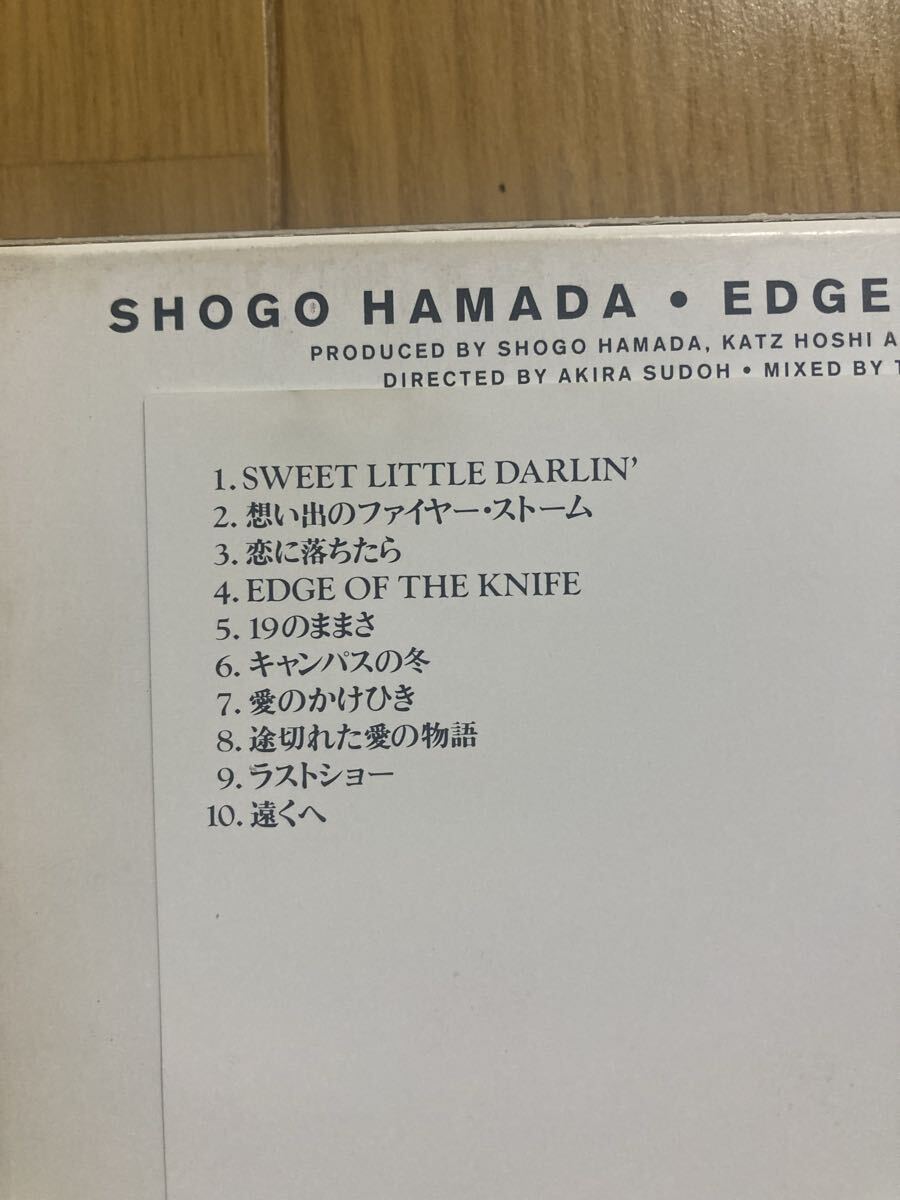 SHOGO HAMADA • EDGE
PRODUCED BY SHOGO HAMADA, KATZ HOSHI A
DIRECTED BY AKIRA SUDOH • MIXED BY T
1. SWEET LITTLE DARLIN'
2. 想い出のファイヤー・ストーム
3. 恋に落ちたら
4. EDGE OF THE KNIFE
5. 19のままさ
6. キャンパスの冬
7. 愛のかけひき
8. 途切れた愛の物語
9. ラストショー
10. 遠くへ